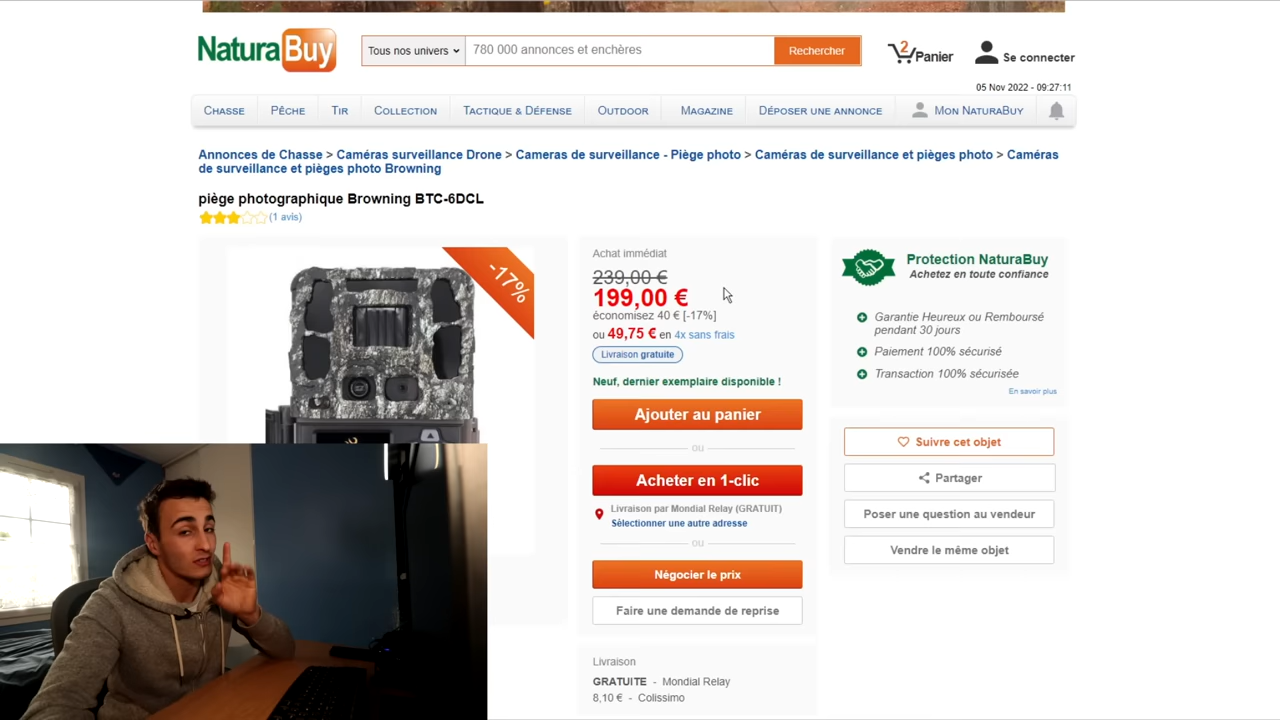 NaturaBuy
Tous nos univers
780 000 annonces et enchères
Rechercher
2
Panier
Se connecter
05 Nov 2022 - 09:27:11
CHASSE
PÊCHE
TIR
COLLECTION
TACTIQUE & DÉFENSE
OUTDOOR
MAGAZINE
DÉPOSER UNE ANNONCE
MON NATURABUY
Annonces de Chasse > Caméras surveillance Drone > Cameras de surveillance - Piège photo > Caméras de surveillance et pièges photo > Caméras
de surveillance et pièges photo Browning
piège photographique Browning BTC-6DCL
(1 avis)
-17%
Achat immédiat
239,00 €
199,00 €
économisez 40 € [-17%]
ou 49,75 € en 4x sans frais
Livraison gratuite
Neuf, dernier exemplaire disponible !
Ajouter au panier
ou
Acheter en 1-clic
Livraison par Mondial Relay (GRATUIT)
Sélectionner une autre adresse
ou
Négocier le prix
Faire une demande de reprise
Livraison
GRATUITE - Mondial Relay
8,10 € - Colissimo
Protection NaturaBuy
Achetez en toute confiance
Garantie Heureux ou Remboursé
pendant 30 jours
Paiement 100% sécurisé
Transaction 100% sécurisée
En savoir plus
Suivre cet objet
Partager
Poser une question au vendeur
Vendre le même objet